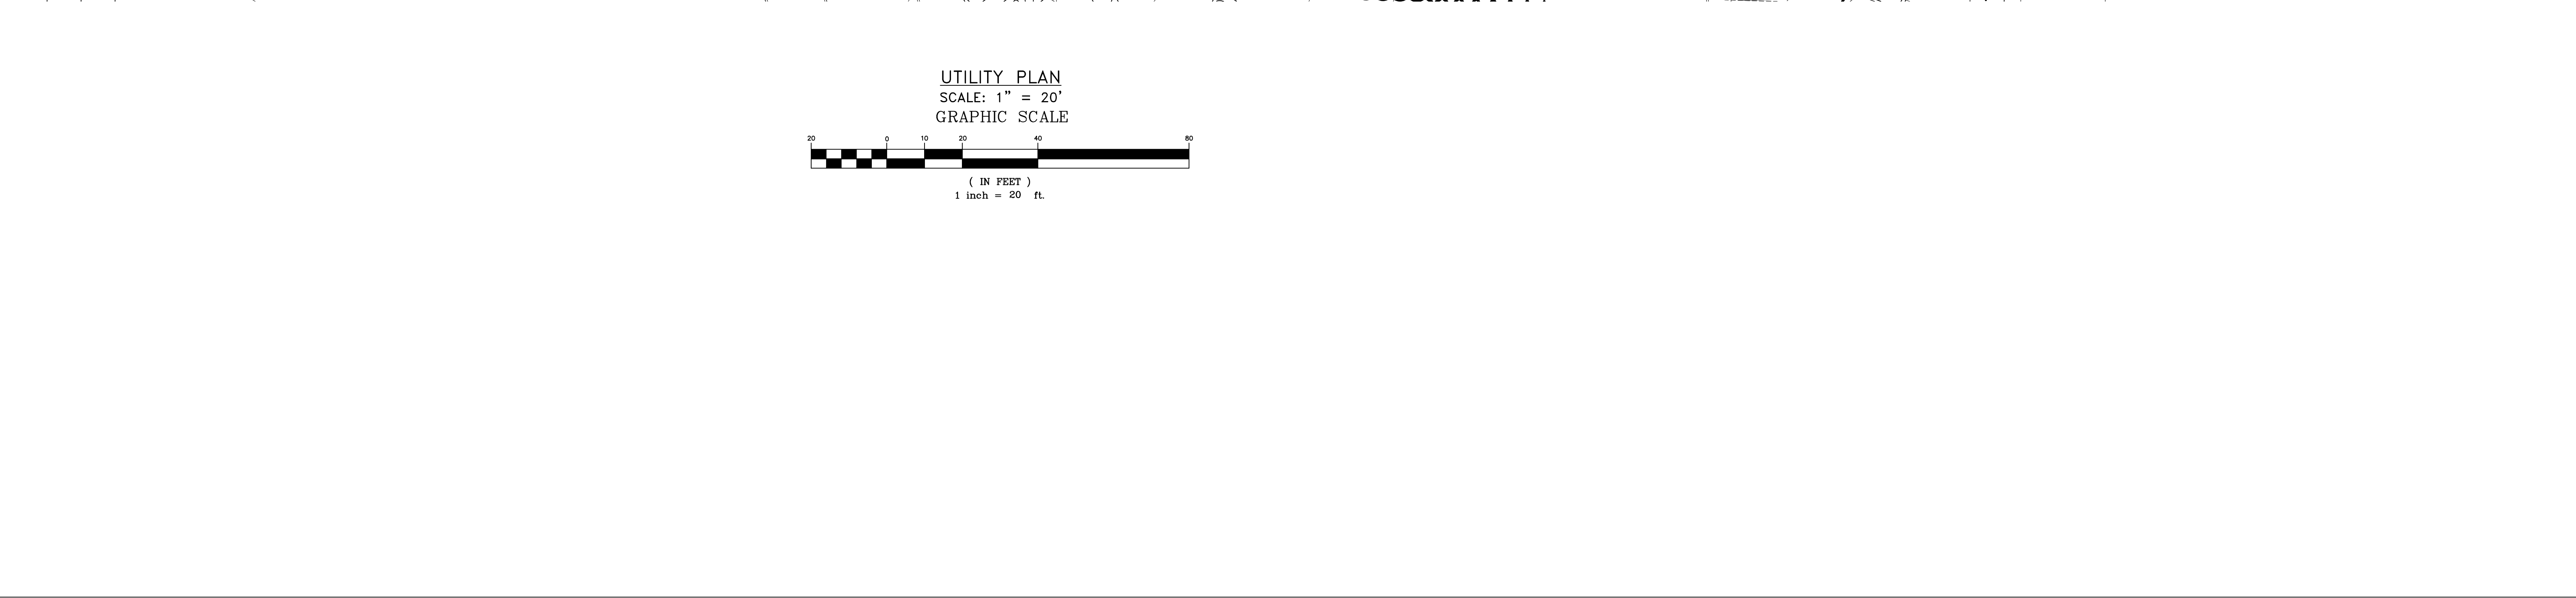 UTILITY PLAN
SCALE: 1" = 20'
GRAPHIC SCALE
20 0 10 20 40 80
( IN FEET )
1 inch = 20 ft.